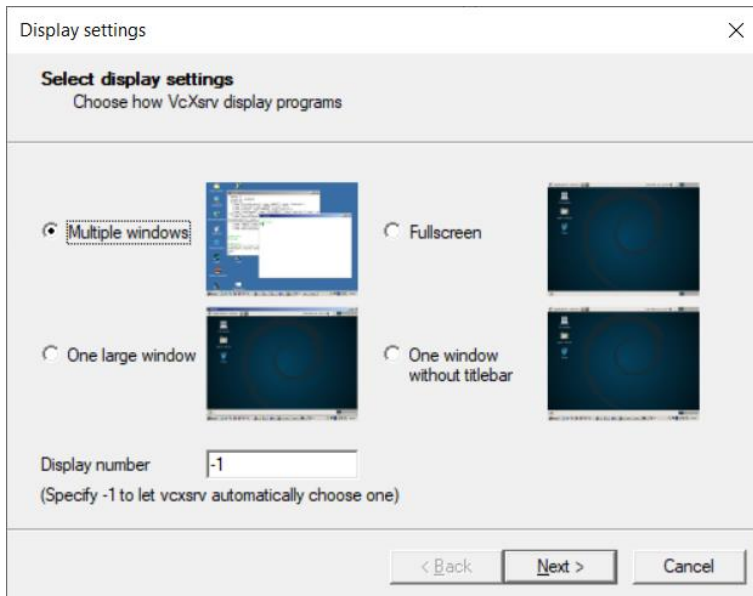 Display settings
Select display settings
Choose how VcXsrv display programs
Multiple windows
Fullscreen
One large window
One window
without titlebar
Display number
-1
(Specify -1 to let vcxsrv automatically choose one)
< Back
Next >
Cancel